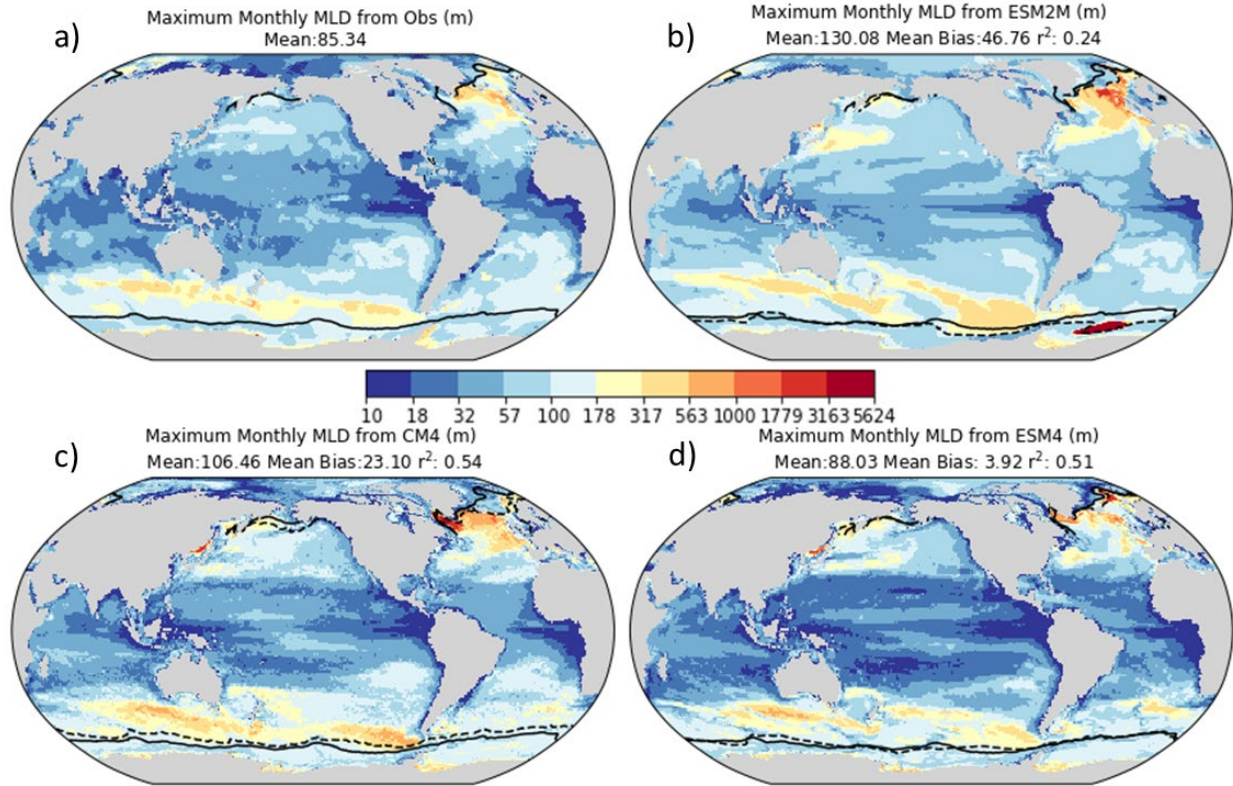 a)
Maximum Monthly MLD from Obs (m)
Mean:85.34
b)
Maximum Monthly MLD from ESM2M (m)
Mean:130.08 Mean Bias:46.76 r²: 0.24
10 18 32 57 100 178 317 563 1000 1779 3163 5624
c)
Maximum Monthly MLD from CM4 (m)
Mean:106.46 Mean Bias:23.10 r²: 0.54
d)
Maximum Monthly MLD from ESM4 (m)
Mean:88.03 Mean Bias: 3.92 r²: 0.51